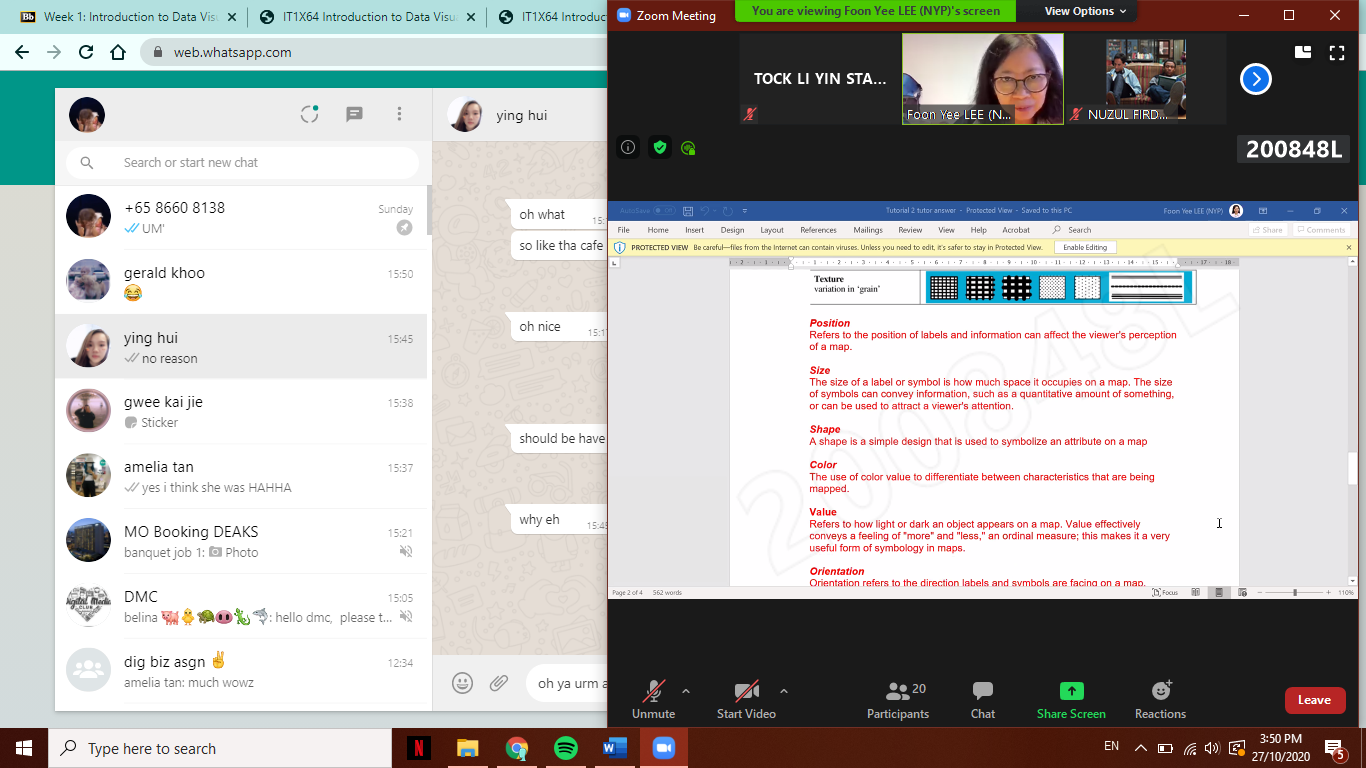 Week 1: Introduction to Data Visu
IT1X64 Introduction to Data Visua
IT1X64 Introduct
web.whatsapp.com
ying hui
Search or start new chat
+65 8660 8138
Sunday
UM'
gerald khoo
15:50
😂
ying hui
15:45
no reason
gwee kai jie
15:38
Sticker
amelia tan
15:37
yes i think she was HAHHA
MO Booking DEAKS
15:21
banquet job 1: 📷 Photo
DMC
15:05
belina 🐖🐥🐢🐽🐉🐬: hello dmc, please t...
dig biz asgn ✌
12:34
amelia tan: much wowz
oh what
so like tha cafe
oh nice
15:17
should be have
why eh
15:45
oh ya urm a
Zoom Meeting
You are viewing Foon Yee LEE (NYP)'s screen
View Options
TOCK LI YIN STA...
Foon Yee LEE (N...
NUZUL FIRD...
200848L
AutoSave
Tutorial 2 tutor answer - Protected View - Saved to this PC
Foon Yee LEE (NYP)
File Home Insert Design Layout References Mailings Review View Help Acrobat Search Share Comments
PROTECTED VIEW Be careful—files from the Internet can contain viruses. Unless you need to edit, it's safer to stay in Protected View. Enable Editing
Texture
variation in 'grain'
Position
Refers to the position of labels and information can affect the viewer's perception
of a map.
Size
The size of a label or symbol is how much space it occupies on a map. The size
of symbols can convey information, such as a quantitative amount of something,
or can be used to attract a viewer's attention.
Shape
A shape is a simple design that is used to symbolize an attribute on a map
Color
The use of color value to differentiate between characteristics that are being
mapped.
Value
Refers to how light or dark an object appears on a map. Value effectively
conveys a feeling of "more" and "less," an ordinal measure; this makes it a very
useful form of symbology in maps.
Orientation
Orientation refers to the direction labels and symbols are facing on a map.
200848L
Page 2 of 4 562 words
Focus
110%
Unmute
Start Video
20
Participants
Chat
Share Screen
Reactions
Leave
Type here to search
EN
3:50 PM
27/10/2020
5